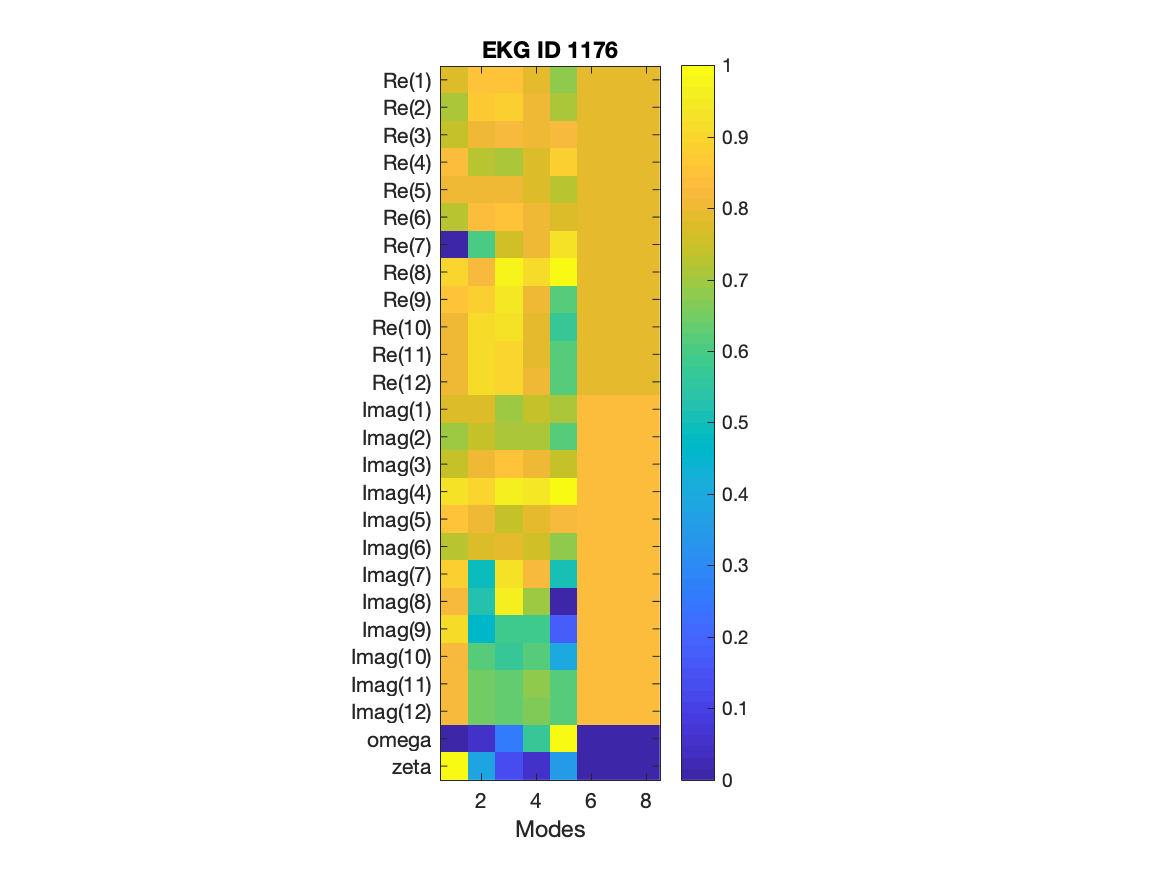 EKG ID 1176
Re(1)
Re(2)
Re(3)
Re(4)
Re(5)
Re(6)
Re(7)
Re(8)
Re(9)
Re(10)
Re(11)
Re(12)
Imag(1)
Imag(2)
Imag(3)
Imag(4)
Imag(5)
Imag(6)
Imag(7)
Imag(8)
Imag(9)
Imag(10)
Imag(11)
Imag(12)
omega
zeta
2 4 6 8
Modes
1
0.9
0.8
0.7
0.6
0.5
0.4
0.3
0.2
0.1
0